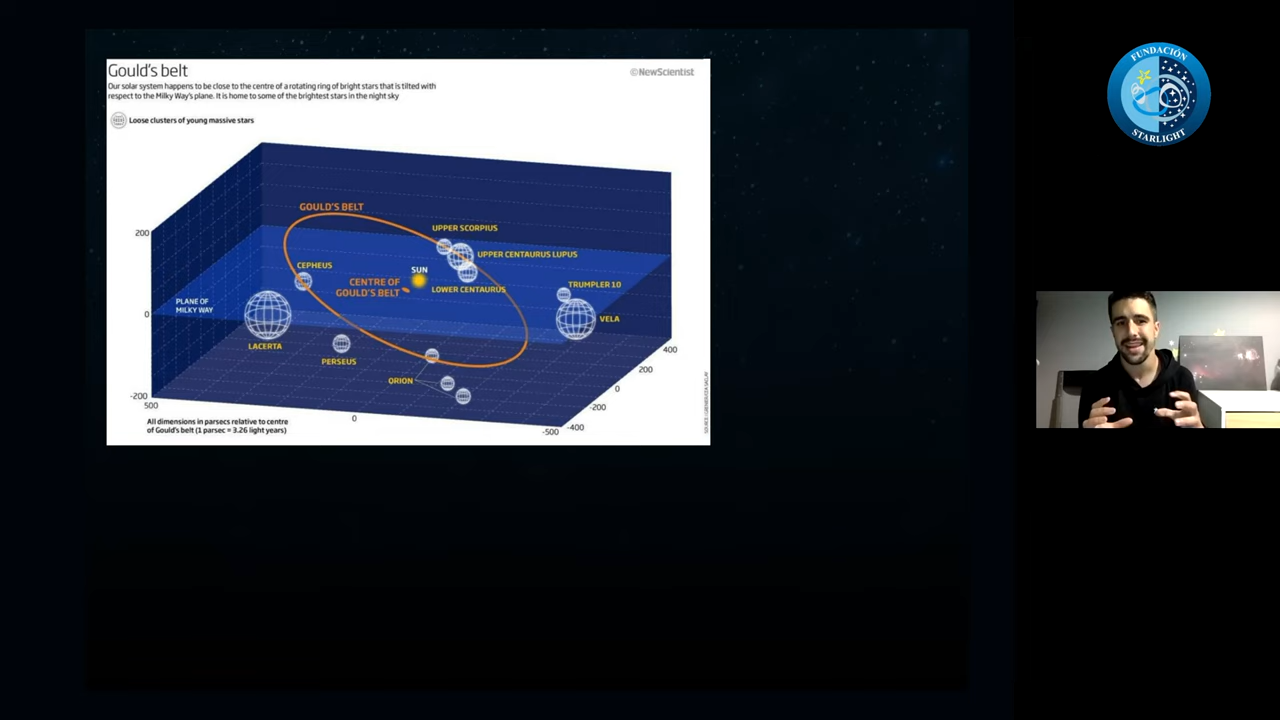 Gould's belt
©NewScientist
Our solar system happens to be close to the centre of a rotating ring of bright stars that is tilted with
respect to the Milky Way's plane. It is home to some of the brightest stars in the night sky
Loose clusters of young massive stars
GOULD'S BELT
200
UPPER SCORPIUS
UPPER CENTAURUS LUPUS
CEPHEUS
SUN
CENTRE OF
GOULD'S BELT
LOWER CENTAURUS
TRUMPLER 10
PLANE OF
MILKY WAY
0
VELA
LACERTA
PERSEUS
ORION
400
200
0
-200
-400
-200
500
0
-500
All dimensions in parsecs relative to centre
of Gould's belt (1 parsec = 3.26 light years)
FUNDACIÓN
STARLIGHT